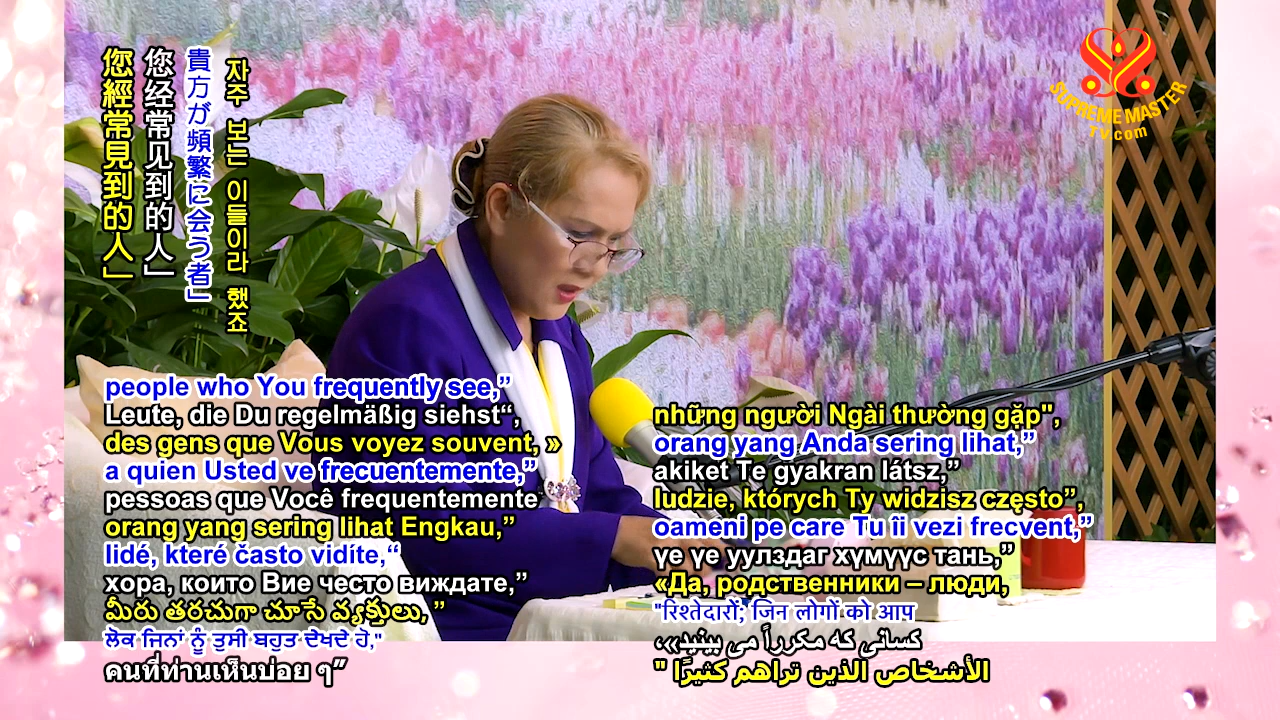 您經常見到的人」
您经常见到的人」
貴方が頻繁に会う者」
자주 보는 이들이라 했죠
SUPREME MASTER
TV.com
people who You frequently see,”
Leute, die Du regelmäßig siehst“,
des gens que Vous voyez souvent, »
a quien Usted ve frecuentemente,”
pessoas que Você frequentemente
orang yang sering lihat Engkau,”
lidé, které často vidíte,“
хора, които Вие често виждате,”
మీరు తరచుగా చూసే వ్యక్తులు, ”
ਲੋਕ ਜਿਨਾਂ ਨੂੰ ਤੁਸੀ ਬਹੁਤ ਦੇਖਦੇ ਹੋ,"
คนที่ท่านเห็นบ่อย ๆ”
những người Ngài thường gặp",
orang yang Anda sering lihat,”
akiket Te gyakran látsz,”
ludzie, których Ty widzisz często”,
oameni pe care Tu îi vezi frecvent,”
үе үе уулздаг хүмүүс тань,”
«Да, родственники – люди,
"रिश्तेदारों; जिन लोगों को आप
کسانی که مکرراً می بینید»،
الأشخاص الذين تراهم كثيرًا "